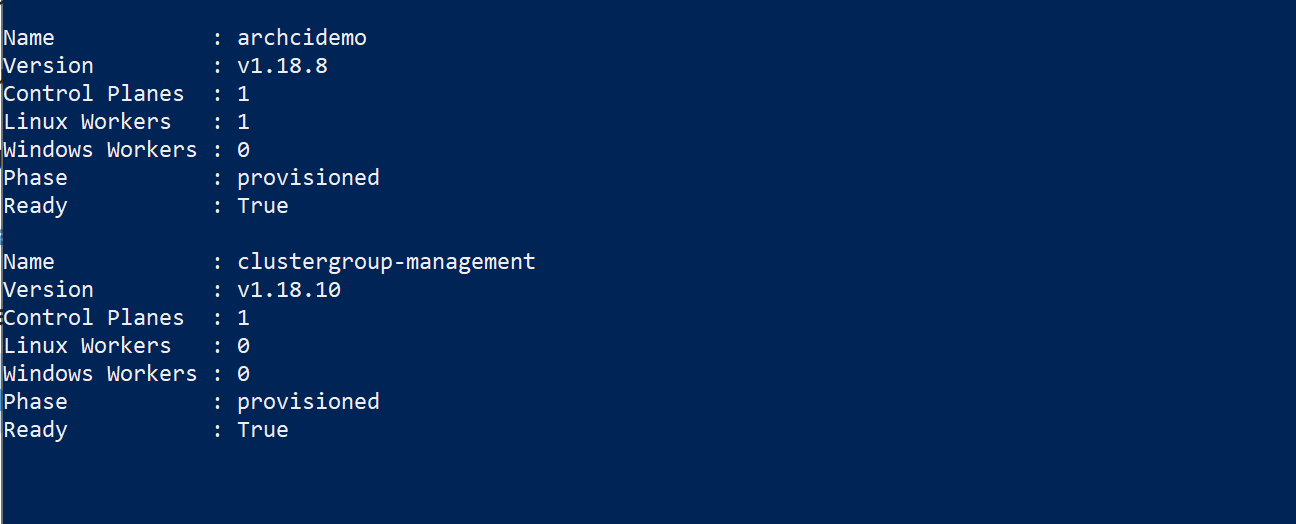 Name             : archcidemo
Version          : v1.18.8
Control Planes   : 1
Linux Workers    : 1
Windows Workers : 0
Phase            : provisioned
Ready            : True
Name             : clustergroup-management
Version          : v1.18.10
Control Planes   : 1
Linux Workers    : 0
Windows Workers : 0
Phase            : provisioned
Ready            : True